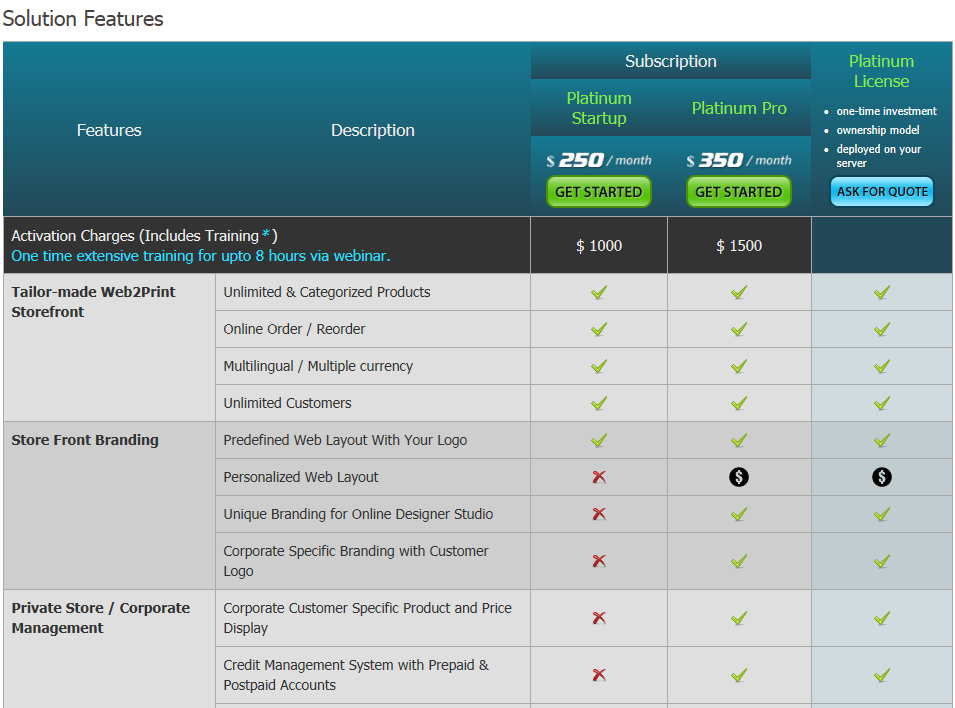 Solution Features
Features
Description
Subscription
Platinum
Startup
Platinum Pro
Platinum
License
• one-time investment
• ownership model
• deployed on your
server
$ 250 / month
$ 350 / month
GET STARTED
GET STARTED
ASK FOR QUOTE
Activation Charges (Includes Training * )
One time extensive training for upto 8 hours via webinar.
$ 1000
$ 1500
Tailor-made Web2Print
Storefront
Unlimited & Categorized Products
Online Order / Reorder
Multilingual / Multiple currency
Unlimited Customers
Store Front Branding
Predefined Web Layout With Your Logo
Personalized Web Layout
$
$
Unique Branding for Online Designer Studio
Corporate Specific Branding with Customer
Logo
Private Store / Corporate
Management
Corporate Customer Specific Product and Price
Display
Credit Management System with Prepaid &
Postpaid Accounts